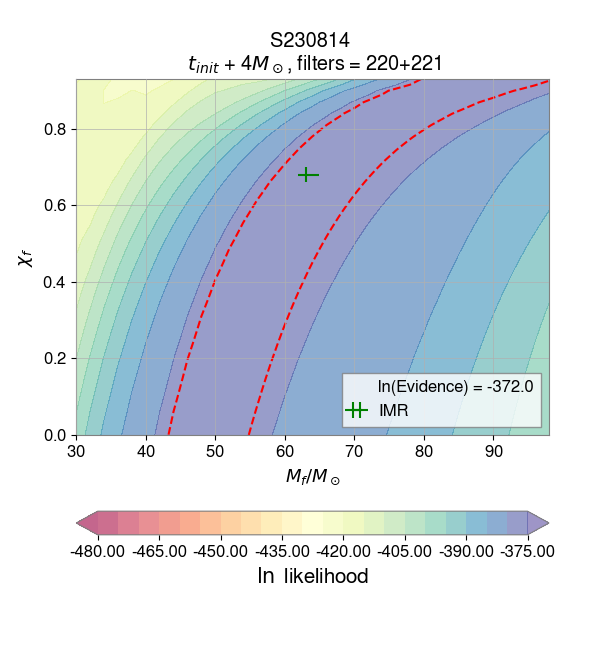 S230814
t_init + 4M_⊙, filters = 220+221
χ_f
0.8
0.6
0.4
0.2
0.0
30 40 50 60 70 80 90
M_f/M_⊙
ln(Evidence) = -372.0
IMR
-480.00 -465.00 -450.00 -435.00 -420.00 -405.00 -390.00 -375.00
ln likelihood